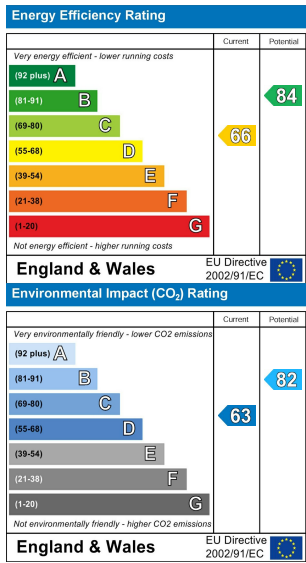 Energy Efficiency Rating
Current Potential
Very energy efficient - lower running costs
(92 plus) A
(81-91) B
84
(69-80) C
66
(55-68) D
(39-54) E
(21-38) F
(1-20) G
Not energy efficient - higher running costs
England & Wales
EU Directive
2002/91/EC
Environmental Impact (CO₂) Rating
Current Potential
Very environmentally friendly - lower CO2 emissions
(92 plus) A
(81-91) B
82
(69-80) C
63
(55-68) D
(39-54) E
(21-38) F
(1-20) G
Not environmentally friendly - higher CO2 emissions
England & Wales
EU Directive
2002/91/EC